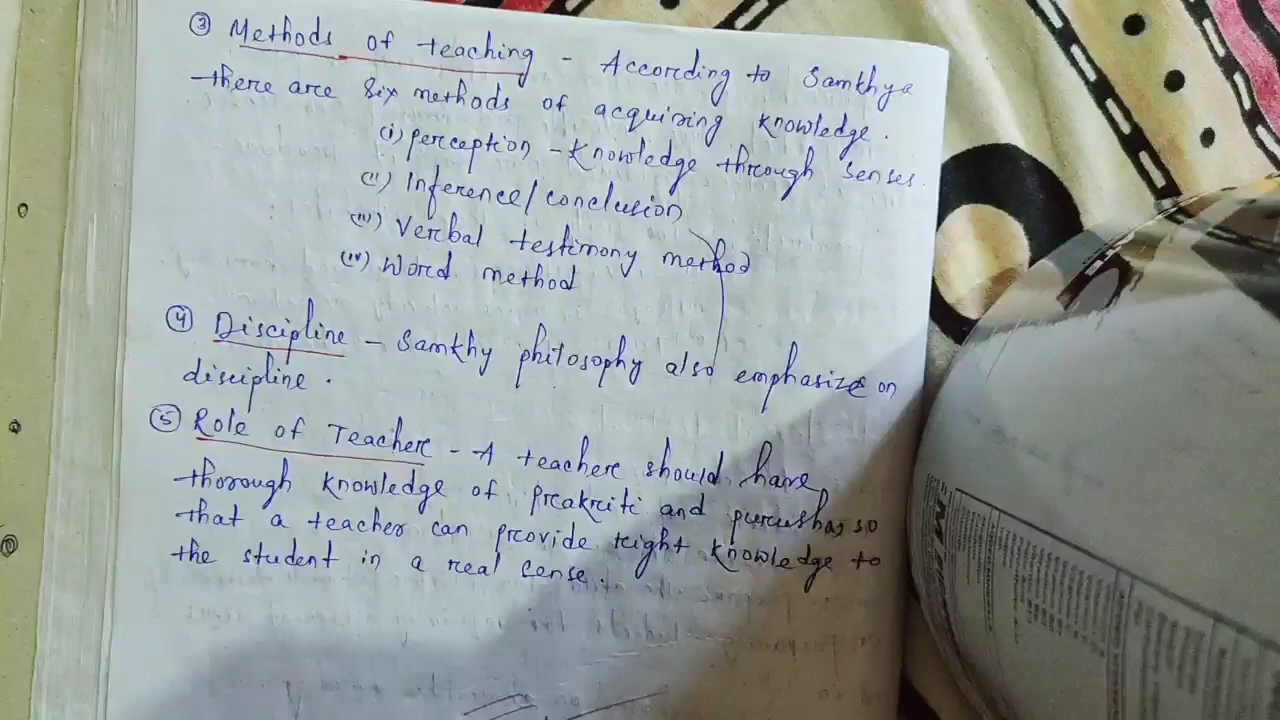 ③ Methods of teaching - According to Samkhya
there are six methods of acquiring knowledge.
(i) perception - Knowledge through senses.
(ii) Inference/conclusion
(iii) Verbal testimony method
(iv) Word method
④ Discipline - Samkhy philosophy also emphasize on
discipline.
⑤ Role of Teacher - A teacher should have
thorough knowledge of prakriti and purusha, so
that a teacher can provide right knowledge to
the student in a real sense.